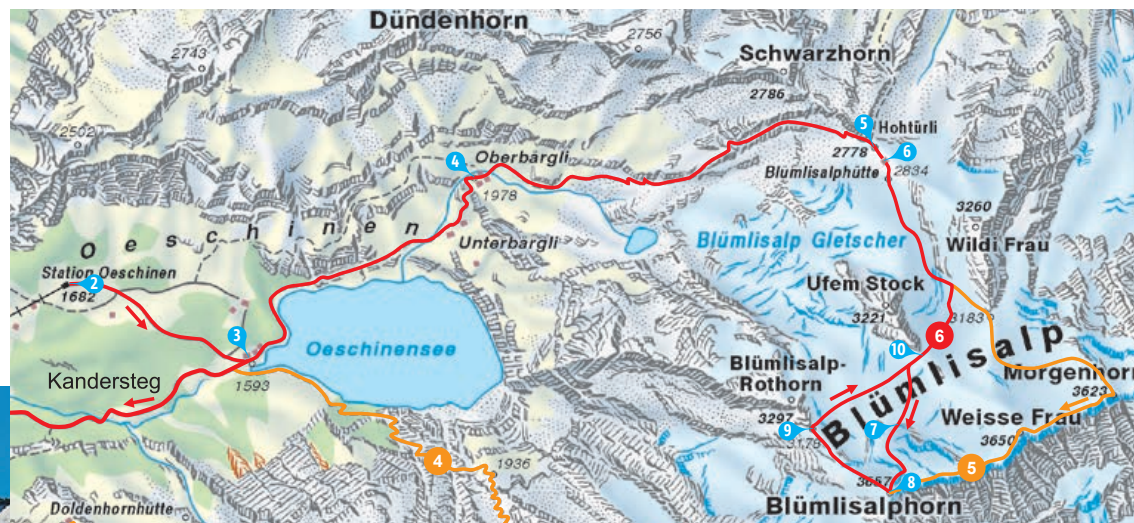 Dündenhorn
2743
2756
Schwarzhorn
2786
2502
5
Hohtürli
4
Oberbärgli
2778
6
Blümlisalphütte
2834
1978
Oeschinen
Unterbärgli
3260
Blümlisalp Gletscher
Wildi Frau
Station Oeschinen
2
1682
Ufem Stock
3221
3183
6
3
Oeschinensee
10
Blümlisalp-
Rothorn
Blümlisalp
Morgenhorn
3623
Kandersteg
1593
3297
Weisse Frau
9
7
3650
4
1936
5
8
3657
Blümlisalphorn
Doldenhornhütte